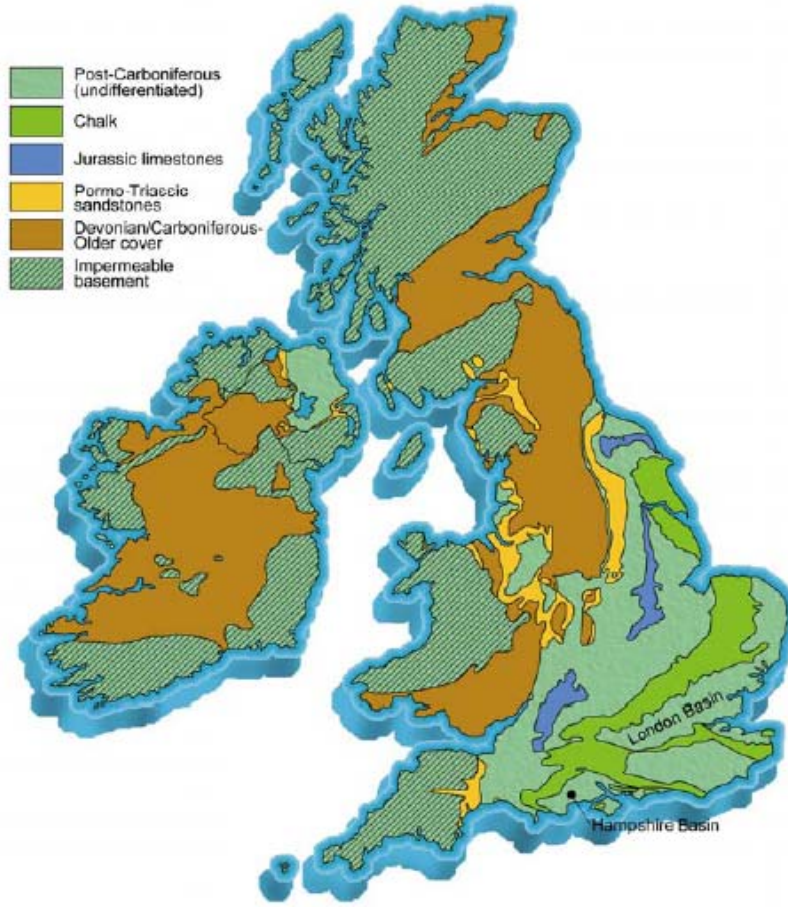 Post-Carboniferous
(undifferentiated)
Chalk
Jurassic limestones
Permo-Triassic
sandstones
Devonian/Carboniferous-
Older cover
Impermeable
basement
London Basin
Hampshire Basin